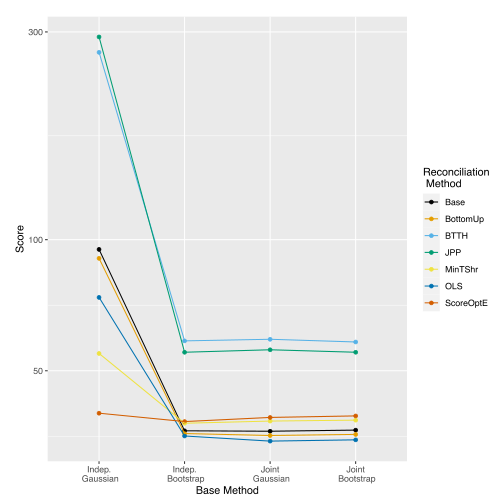 300
100
50
Score
Indep.
Gaussian
Indep.
Bootstrap
Joint
Gaussian
Joint
Bootstrap
Base Method
Reconciliation
Method
Base
BottomUp
BTTH
JPP
MinTShr
OLS
ScoreOptE